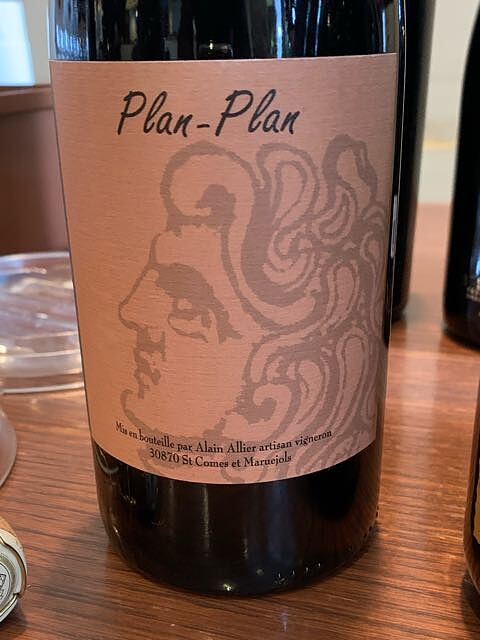 Plan-Plan
Mis en bouteille par Alain Allier artisan vigneron
30870 St Comes et Maruejols